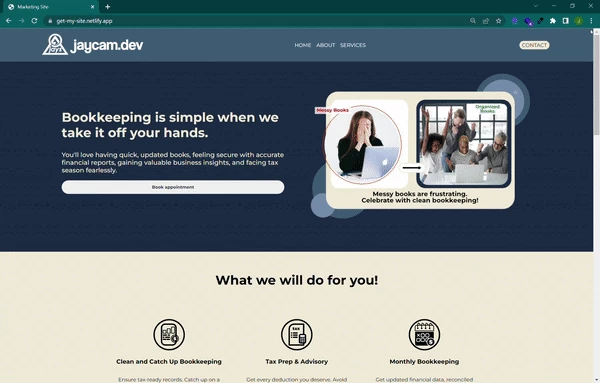 Marketing Site
get-my-site.netlify.app
jaycam.dev
HOME ABOUT SERVICES
CONTACT
Bookkeeping is simple when we
take it off your hands.
You'll love having quick, updated books, feeling secure with accurate
financial reports, gaining valuable business insights, and facing tax
season fearlessly.
Book appointment
Messy Books
Organized
Books
Messy books are frustrating.
Celebrate with clean bookkeeping!
What we will do for you!
tax
Clean and Catch Up Bookkeeping
Tax Prep & Advisory
Monthly Bookkeeping
Ensure tax-ready records. Catch up on a
Get every deduction you deserve. Avoid
Get updated financial data, reconciled